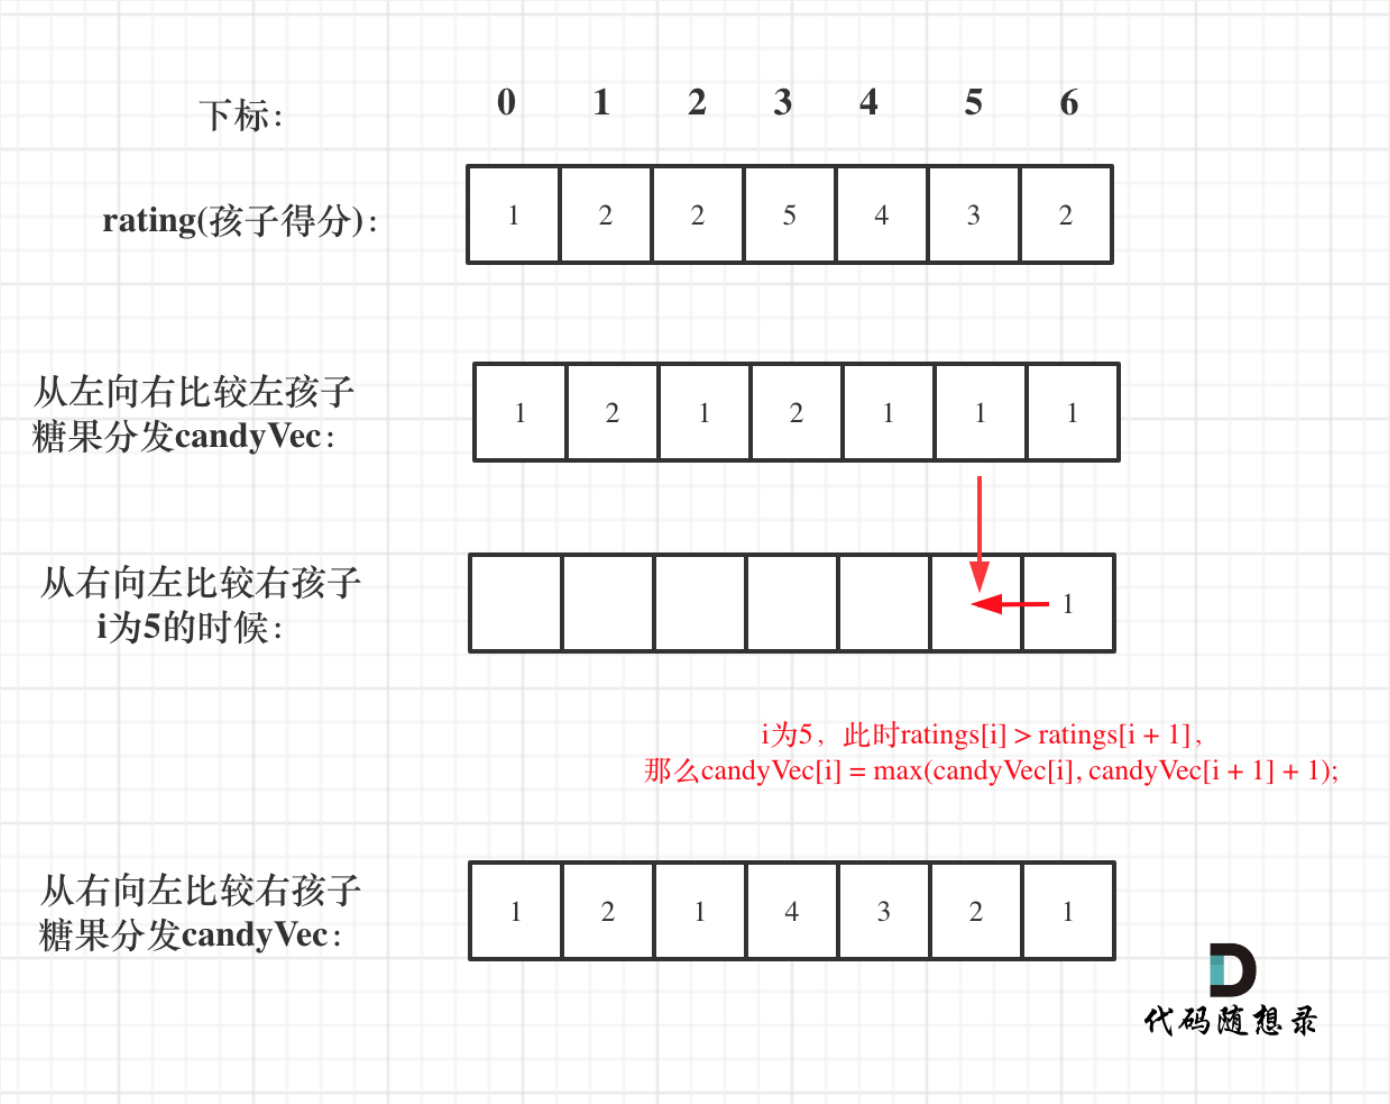 下标： 0 1 2 3 4 5 6
rating(孩子得分)： 1 2 2 5 4 3 2
从左向右比较左孩子
糖果分发candyVec： 1 2 1 2 1 1 1
从右向左比较右孩子
i为5的时候： 1
i为5，此时ratings[i] > ratings[i + 1]，
那么candyVec[i] = max(candyVec[i], candyVec[i + 1] + 1);
从右向左比较右孩子
糖果分发candyVec： 1 2 1 4 3 2 1
代码随想录